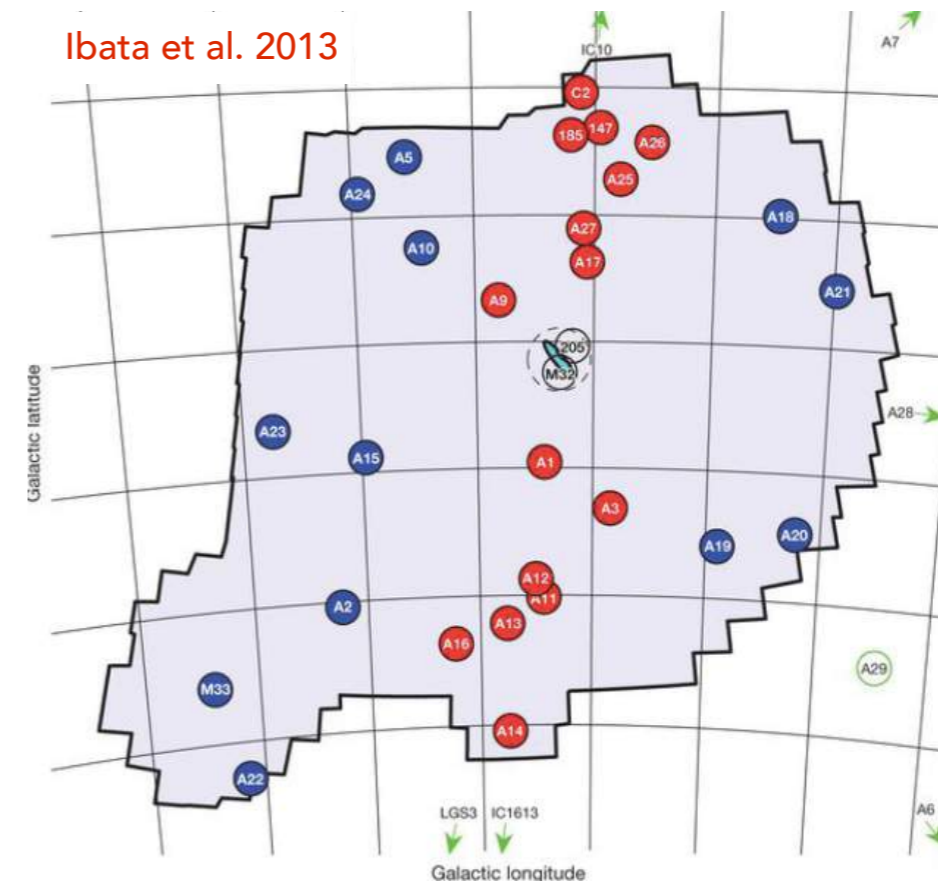 Ibata et al. 2013
IC10
A7
C2
185
147
A26
A5
A25
A24
A18
A27
A10
A17
A21
A9
205
M32
A28
A23
A15
A1
A3
A20
A19
A12
A11
A2
A13
A16
A29
M33
A14
A22
LGS3
IC1613
A6
Galactic latitude
Galactic longitude